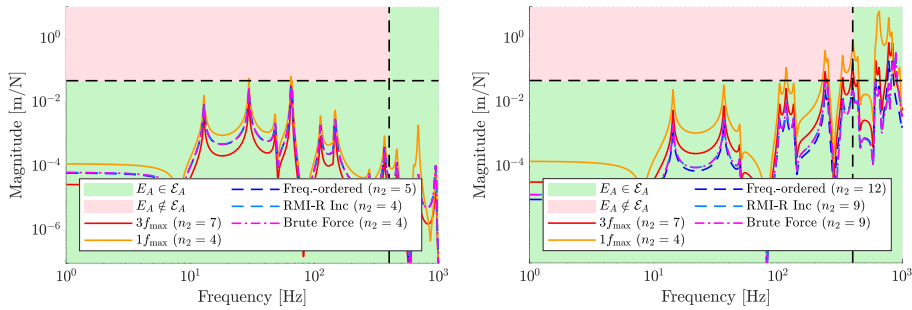 10^0
10^-2
10^-4
10^-6
Magnitude [m/N]
E_A ∈ ℰ_A
E_A ∉ ℰ_A
3f_max (n_2 = 7)
1f_max (n_2 = 4)
Freq.-ordered (n_2 = 5)
RMI-R Inc (n_2 = 4)
Brute Force (n_2 = 4)
10^0 10^1 10^2 10^3
Frequency [Hz]
10^0
10^-2
10^-4
10^-6
Magnitude [m/N]
E_A ∈ ℰ_A
E_A ∉ ℰ_A
3f_max (n_2 = 7)
1f_max (n_2 = 4)
Freq.-ordered (n_2 = 12)
RMI-R Inc (n_2 = 9)
Brute Force (n_2 = 9)
10^0 10^1 10^2 10^3
Frequency [Hz]